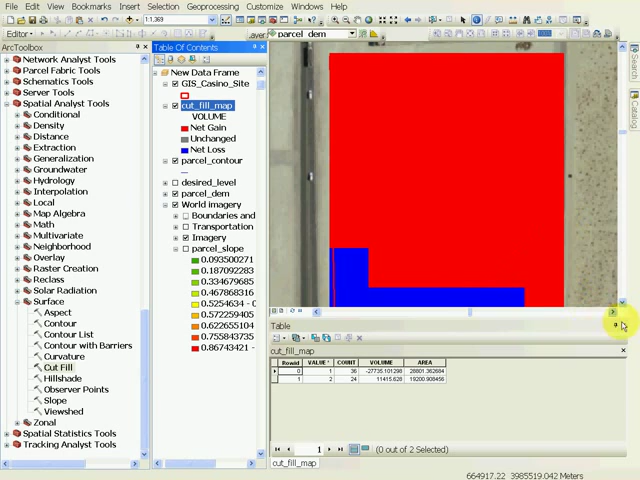 File Edit View Bookmarks Insert Selection Geoprocessing Customize Windows Help
1:1,369
Editor
Layer:
parcel_dem
ArcToolbox
Network Analyst Tools
Parcel Fabric Tools
Schematics Tools
Server Tools
Spatial Analyst Tools
Conditional
Density
Distance
Extraction
Generalization
Groundwater
Hydrology
Interpolation
Local
Map Algebra
Math
Multivariate
Neighborhood
Overlay
Raster Creation
Reclass
Solar Radiation
Surface
Aspect
Contour
Contour List
Contour with Barriers
Curvature
Cut Fill
Hillshade
Observer Points
Slope
Viewshed
Zonal
Spatial Statistics Tools
Tracking Analyst Tools
Table Of Contents
New Data Frame
GIS_Casino_Site
cut_fill_map
VOLUME
Net Gain
Unchanged
Net Loss
parcel_contour
desired_level
parcel_dem
World imagery
Boundaries and
Transportation
Imagery
parcel_slope
0.093500271
0.187092283
0.334679685
0.467868316
0.5254634 - 0
0.572259405
0.622655104
0.755843735
0.86743421 -
Search
Catalog
Table
cut_fill_map
Rowid VALUE * COUNT VOLUME AREA
0 1 36 -27735.101298 28801.362684
1 2 24 11415.628 19200.908456
1
(0 out of 2 Selected)
cut_fill_map
664917.22 3985519.042 Meters